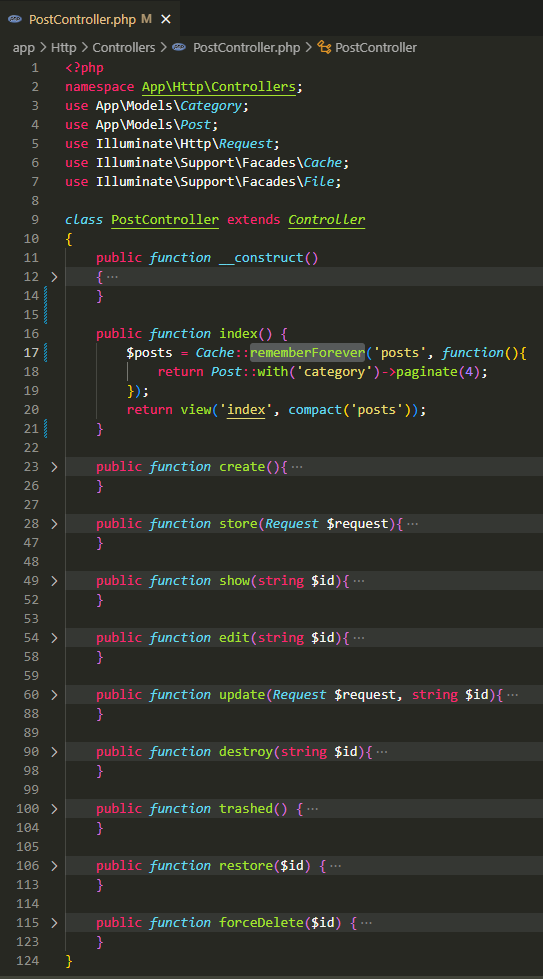 PostController.php M ×
app > Http > Controllers > PostController.php > PostController
1 <?php
2 namespace App\Http\Controllers;
3 use App\Models\Category;
4 use App\Models\Post;
5 use Illuminate\Http\Request;
6 use Illuminate\Support\Facades\Cache;
7 use Illuminate\Support\Facades\File;
8
9 class PostController extends Controller
10 {
11     public function __construct()
12     { ···
14     }
15
16     public function index() {
17         $posts = Cache::rememberForever('posts', function(){
18             return Post::with('category')->paginate(4);
19         });
20         return view('index', compact('posts'));
21     }
22
23     public function create(){ ···
26     }
27
28     public function store(Request $request){ ···
47     }
48
49     public function show(string $id){ ···
52     }
53
54     public function edit(string $id){ ···
58     }
59
60     public function update(Request $request, string $id){ ···
88     }
89
90     public function destroy(string $id){ ···
98     }
99
100     public function trashed() { ···
104     }
105
106     public function restore($id) { ···
113     }
114
115     public function forceDelete($id) { ···
123     }
124 }